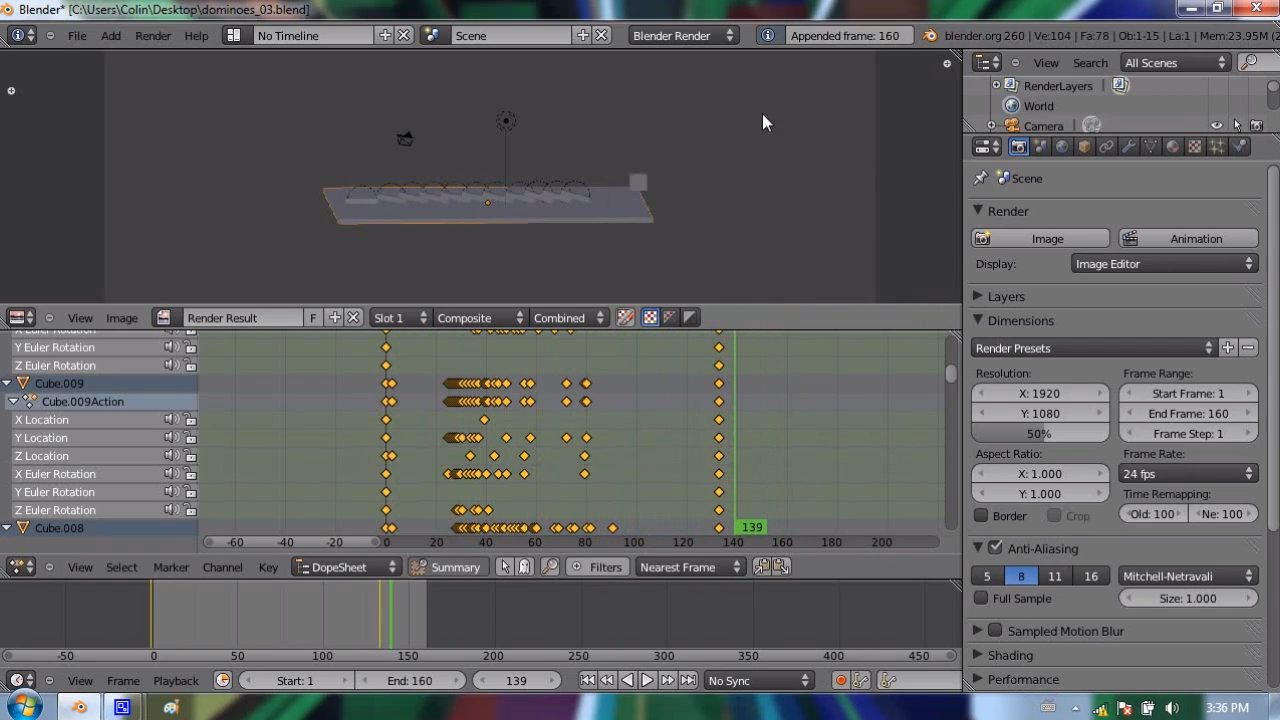 Blender* [C:\Users\Colin\Desktop\dominoes_03.blend]
File Add Render Help No Timeline Scene Blender Render Appended frame: 160 blender.org 260 | Ve:104 | Fa:78 | Ob:1-15 | La:1 | Mem:23.95M (
View Search All Scenes
RenderLayers
World
Camera
Scene
Render
Image Animation
Display: Image Editor
Layers
Dimensions
Render Presets
Resolution: Frame Range:
X: 1920 Start Frame: 1
Y: 1080 End Frame: 160
50% Frame Step: 1
Aspect Ratio: Frame Rate:
X: 1.000 24 fps
Y: 1.000 Time Remapping:
Border Crop Old: 100 Ne: 100
Anti-Aliasing
5 8 11 16 Mitchell-Netravali
Full Sample Size: 1.000
Sampled Motion Blur
Shading
Performance
View Image Render Result F Slot 1 Composite Combined
X Euler Rotation
Y Euler Rotation
Z Euler Rotation
Cube.009
Cube.009Action
X Location
Y Location
Z Location
X Euler Rotation
Y Euler Rotation
Z Euler Rotation
Cube.008
139
-60 -40 -20 0 20 40 60 80 100 120 140 160 180 200
View Select Marker Channel Key DopeSheet Summary Filters Nearest Frame
-50 0 50 100 150 200 250 300 350 400 450
View Frame Playback Start: 1 End: 160 139 No Sync
3:36 PM